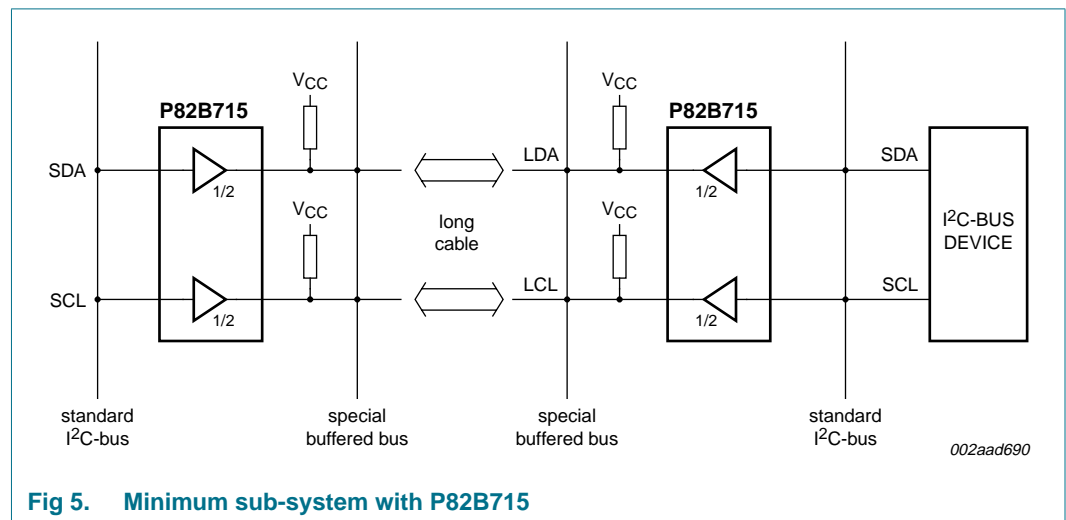 VCC
VCC
P82B715
P82B715
SDA
LDA
SDA
1/2
1/2
VCC
VCC
long
cable
I2C-BUS
DEVICE
SCL
LCL
SCL
1/2
1/2
standard
I2C-bus
special
buffered bus
special
buffered bus
standard
I2C-bus
002aad690
Fig 5. Minimum sub-system with P82B715